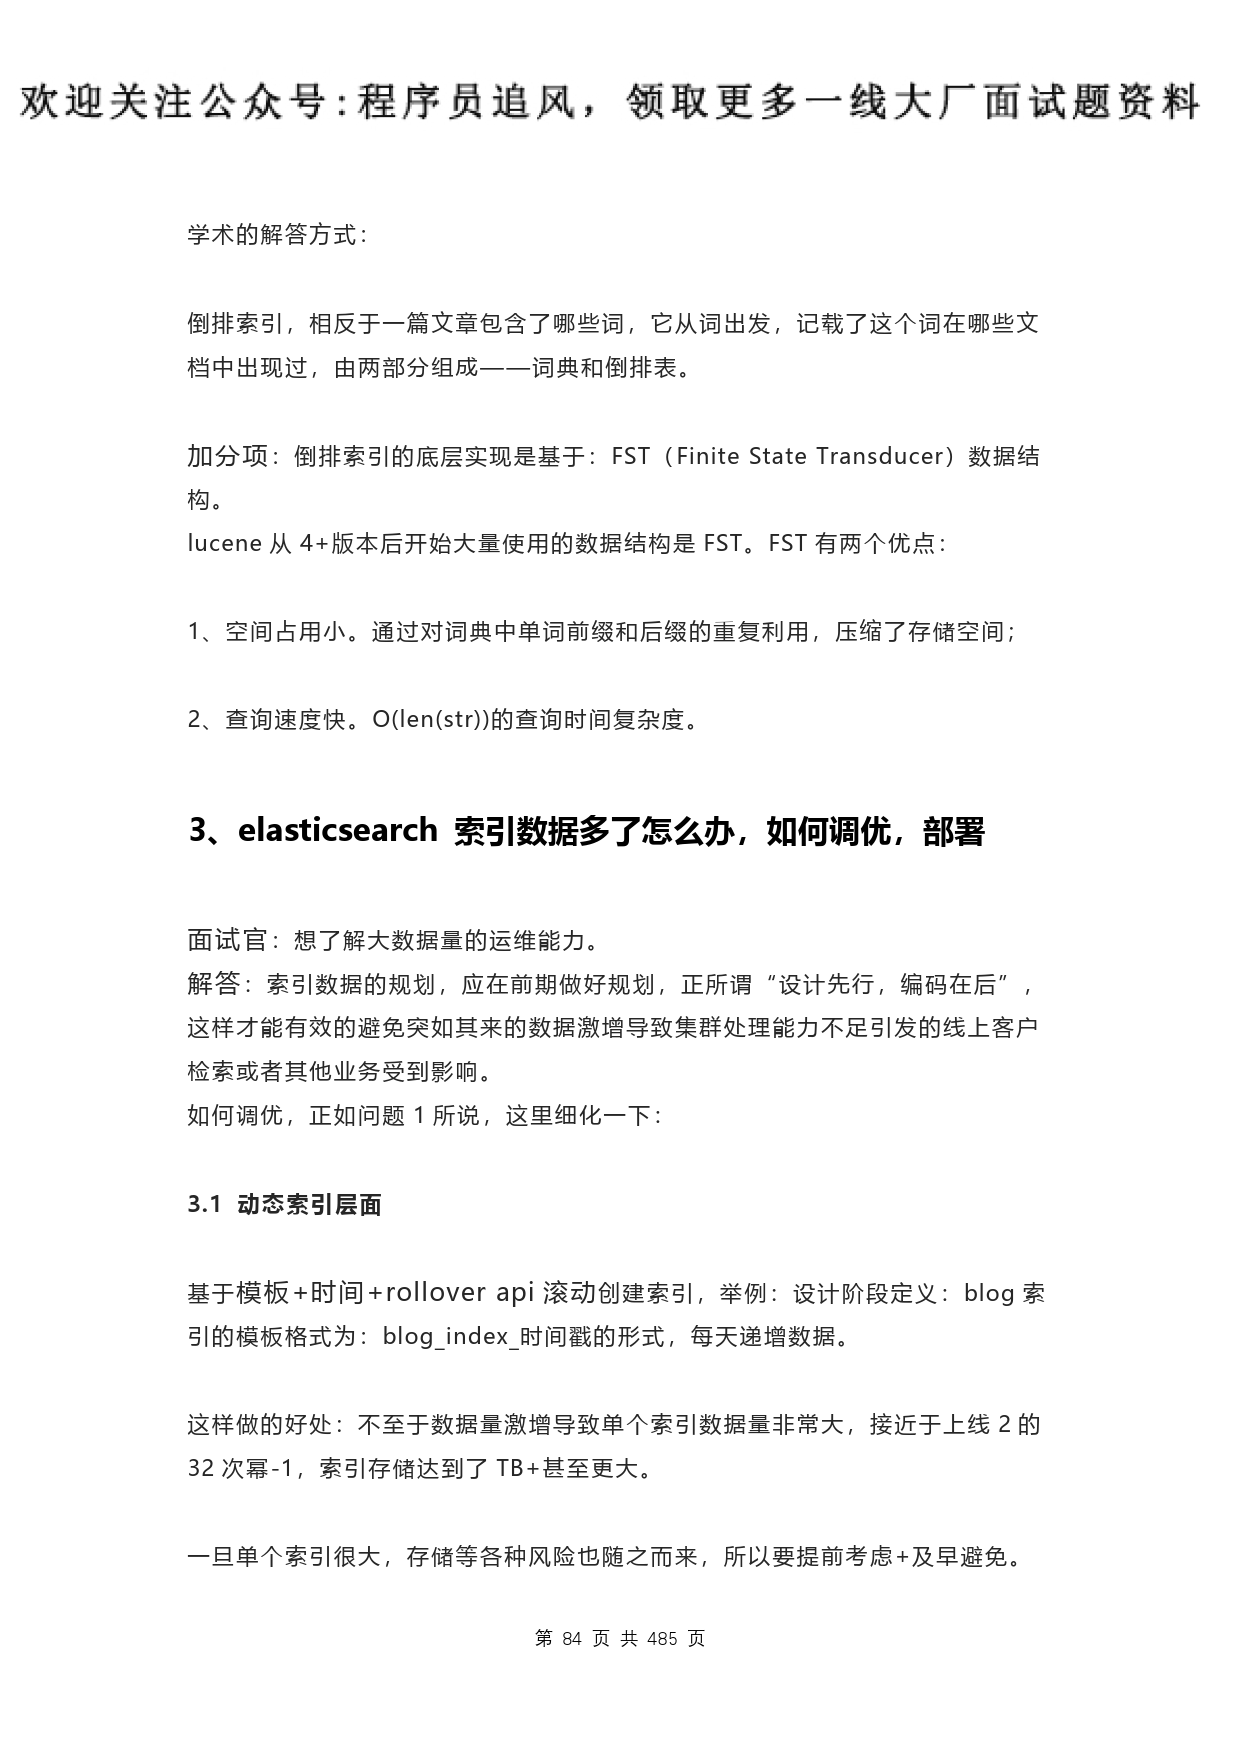 欢迎关注公众号:程序员追风，领取更多一线大厂面试题资料
学术的解答方式：
倒排索引，相反于一篇文章包含了哪些词，它从词出发，记载了这个词在哪些文
档中出现过，由两部分组成——词典和倒排表。
加分项：倒排索引的底层实现是基于：FST（Finite State Transducer）数据结
构。
lucene 从 4+版本后开始大量使用的数据结构是 FST。FST 有两个优点：
1、空间占用小。通过对词典中单词前缀和后缀的重复利用，压缩了存储空间；
2、查询速度快。O(len(str))的查询时间复杂度。
3、elasticsearch 索引数据多了怎么办，如何调优，部署
面试官：想了解大数据量的运维能力。
解答：索引数据的规划，应在前期做好规划，正所谓“设计先行，编码在后”，
这样才能有效的避免突如其来的数据激增导致集群处理能力不足引发的线上客户
检索或者其他业务受到影响。
如何调优，正如问题 1 所说，这里细化一下：
3.1 动态索引层面
基于模板+时间+rollover api 滚动创建索引，举例：设计阶段定义：blog 索
引的模板格式为：blog_index_时间戳的形式，每天递增数据。
这样做的好处：不至于数据量激增导致单个索引数据量非常大，接近于上线 2 的
32 次幂-1，索引存储达到了 TB+甚至更大。
一旦单个索引很大，存储等各种风险也随之而来，所以要提前考虑+及早避免。
第 84 页 共 485 页